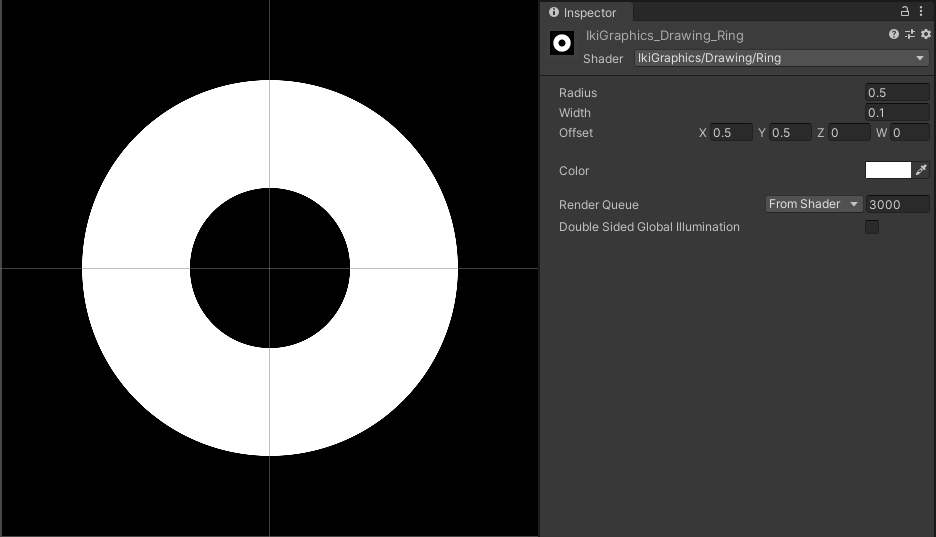 Inspector
IkiGraphics_Drawing_Ring
Shader IkiGraphics/Drawing/Ring
Radius 0.5
Width 0.1
Offset X 0.5 Y 0.5 Z 0 W 0
Color
Render Queue From Shader 3000
Double Sided Global Illumination